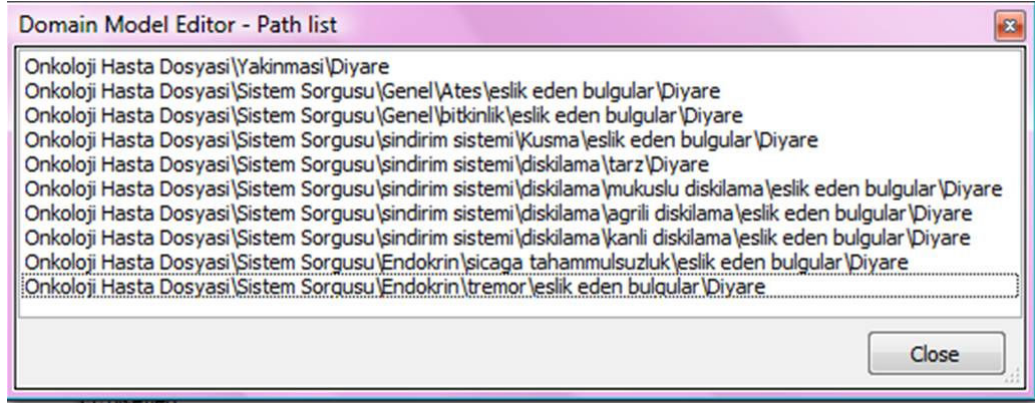 Domain Model Editor - Path list
Onkoloji Hasta Dosyasi\Yakinmasi\Diyare
Onkoloji Hasta Dosyasi\Sistem Sorgusu\Genel\Ates\eslik eden bulgular\Diyare
Onkoloji Hasta Dosyasi\Sistem Sorgusu\Genel\bitkinlik\eslik eden bulgular\Diyare
Onkoloji Hasta Dosyasi\Sistem Sorgusu\sindirim sistemi\Kusma\eslik eden bulgular\Diyare
Onkoloji Hasta Dosyasi\Sistem Sorgusu\sindirim sistemi\diskilama\tarz\Diyare
Onkoloji Hasta Dosyasi\Sistem Sorgusu\sindirim sistemi\diskilama\mukuslu diskilama\eslik eden bulgular\Diyare
Onkoloji Hasta Dosyasi\Sistem Sorgusu\sindirim sistemi\diskilama\agrili diskilama\eslik eden bulgular\Diyare
Onkoloji Hasta Dosyasi\Sistem Sorgusu\sindirim sistemi\diskilama\kanli diskilama\eslik eden bulgular\Diyare
Onkoloji Hasta Dosyasi\Sistem Sorgusu\Endokrin\sicaga tahammulsuzluk\eslik eden bulgular\Diyare
Onkoloji Hasta Dosyasi\Sistem Sorgusu\Endokrin\tremor\eslik eden bulgular\Diyare
Close